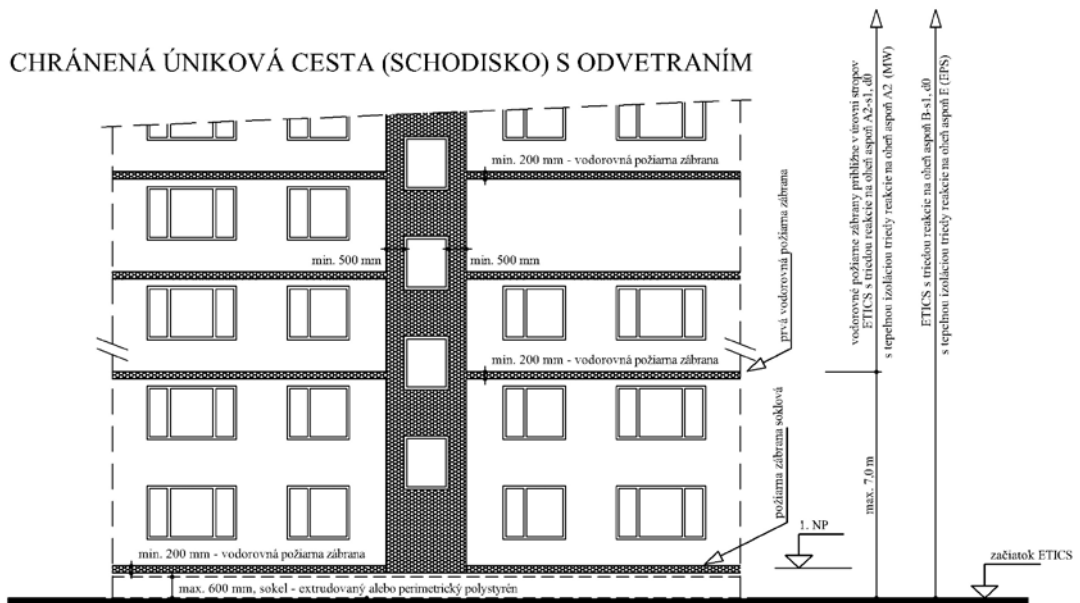 CHRÁNENÁ ÚNIKOVÁ CESTA (SCHODISKO) S ODVETRANÍM
min. 200 mm - vodorovná požiarna zábrana
min. 500 mm
min. 500 mm
min. 200 mm - vodorovná požiarna zábrana
min. 200 mm - vodorovná požiarna zábrana
max. 600 mm, sokel - extrudovaný alebo perimetrický polystyrén
prvá vodorovná požiarna zábrana
požiarna zábrana soklová
1. NP
max. 7,0 m
vodorovné požiarne zábrany približne v úrovni stropov
ETICS s triedou reakcie na oheň aspoň A2-s1, d0
s tepelnou izoláciou triedy reakcie na oheň aspoň A2 (MW)
ETICS s triedou reakcie na oheň aspoň B-s1, d0
s tepelnou izoláciou triedy reakcie na oheň aspoň E (EPS)
začiatok ETICS